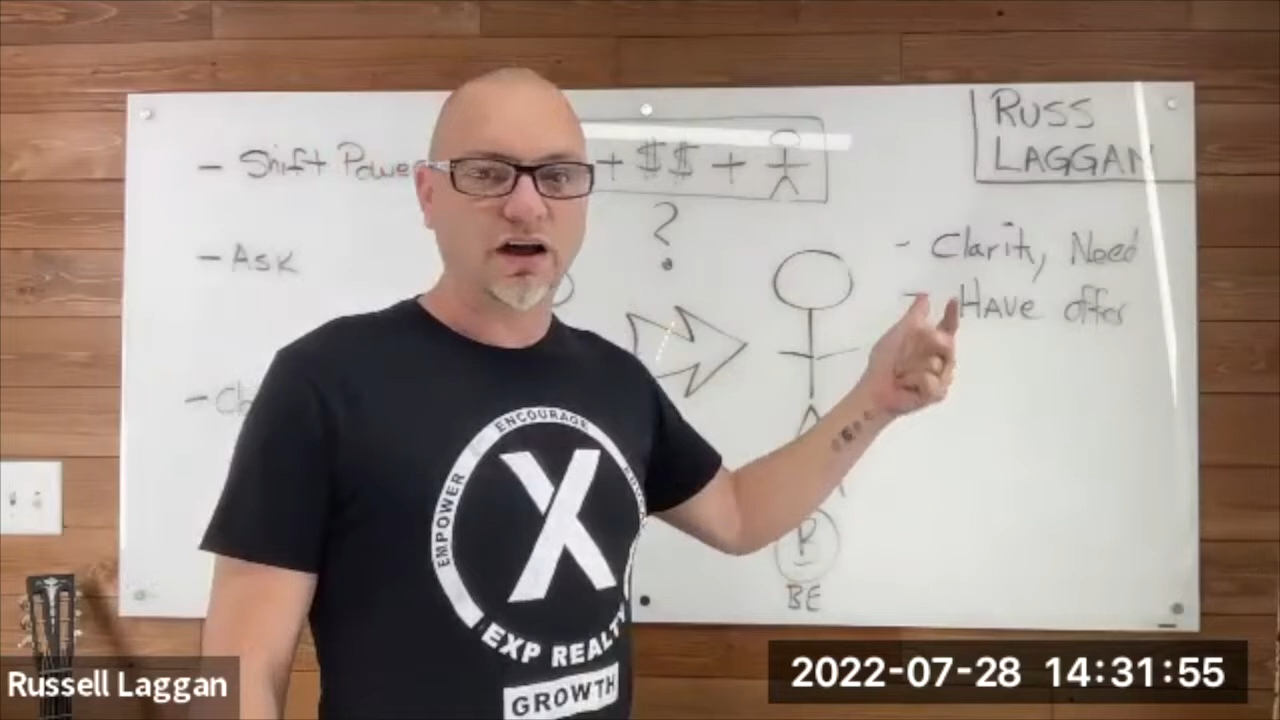 RUSS
LAGGAN
- Shift Power
+ $$ +
?
- Ask
- Clarity, Need
- HAVE offer
R
BE
ENCOURAGE
EMPOWER
X
EXP REALTY
GROWTH
Russell Laggan
2022-07-28 14:31:55